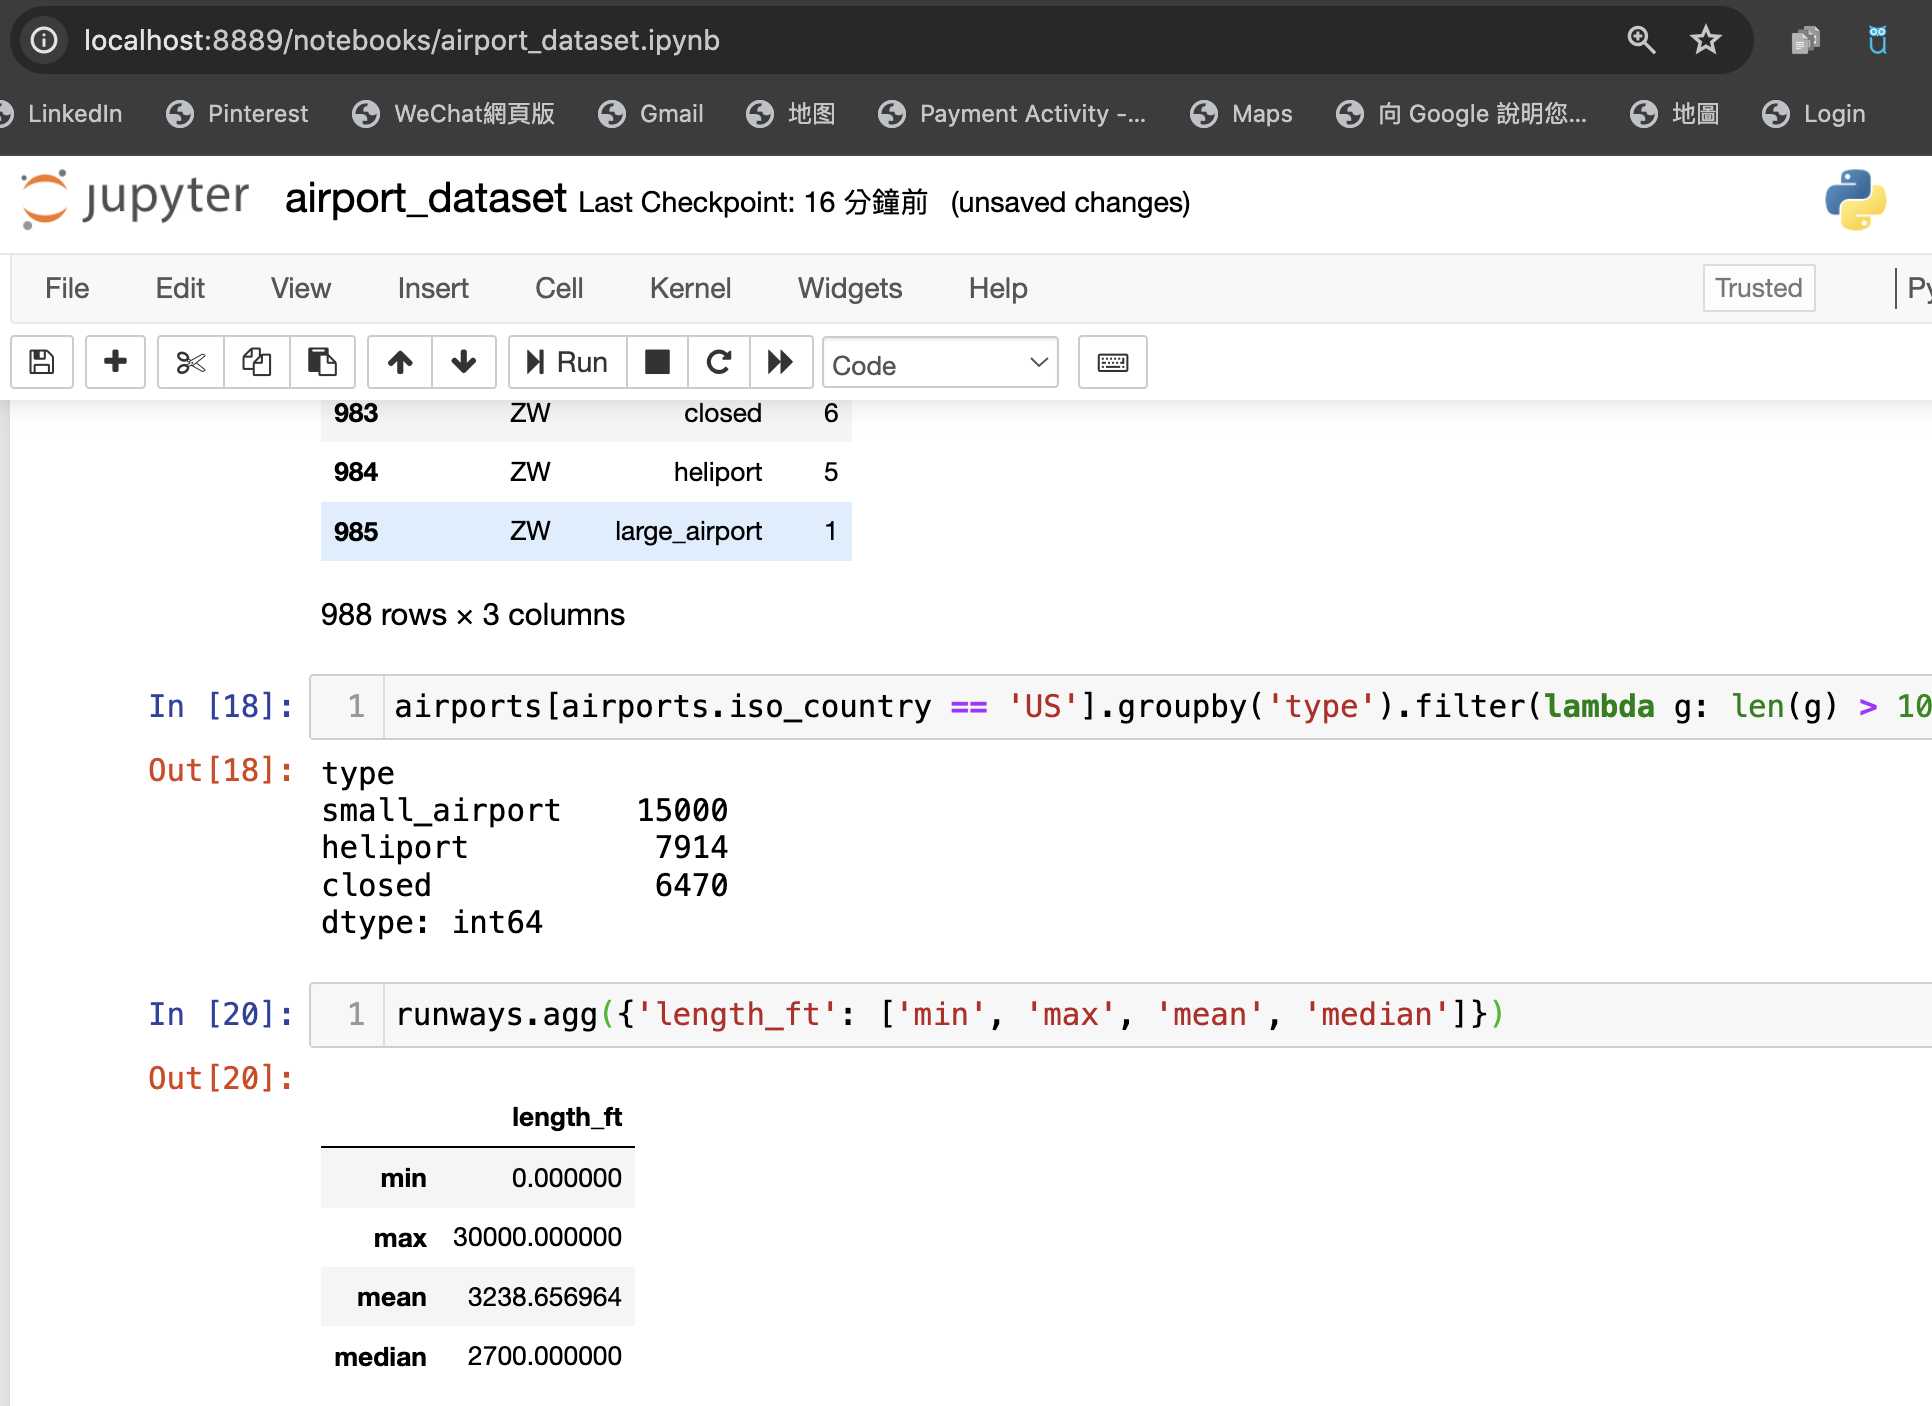 localhost:8889/notebooks/airport_dataset.ipynb
LinkedIn Pinterest WeChat網頁版 Gmail 地图 Payment Activity -... Maps 向 Google 說明您... 地圖 Login
jupyter airport_dataset Last Checkpoint: 16 分鐘前 (unsaved changes)
File Edit View Insert Cell Kernel Widgets Help Trusted
Run Code
983 ZW closed 6
984 ZW heliport 5
985 ZW large_airport 1
988 rows × 3 columns
In [18]: 1 airports[airports.iso_country == 'US'].groupby('type').filter(lambda g: len(g) > 10
Out[18]: type
small_airport 15000
heliport 7914
closed 6470
dtype: int64
In [20]: 1 runways.agg({'length_ft': ['min', 'max', 'mean', 'median']})
Out[20]:
length_ft
min 0.000000
max 30000.000000
mean 3238.656964
median 2700.000000